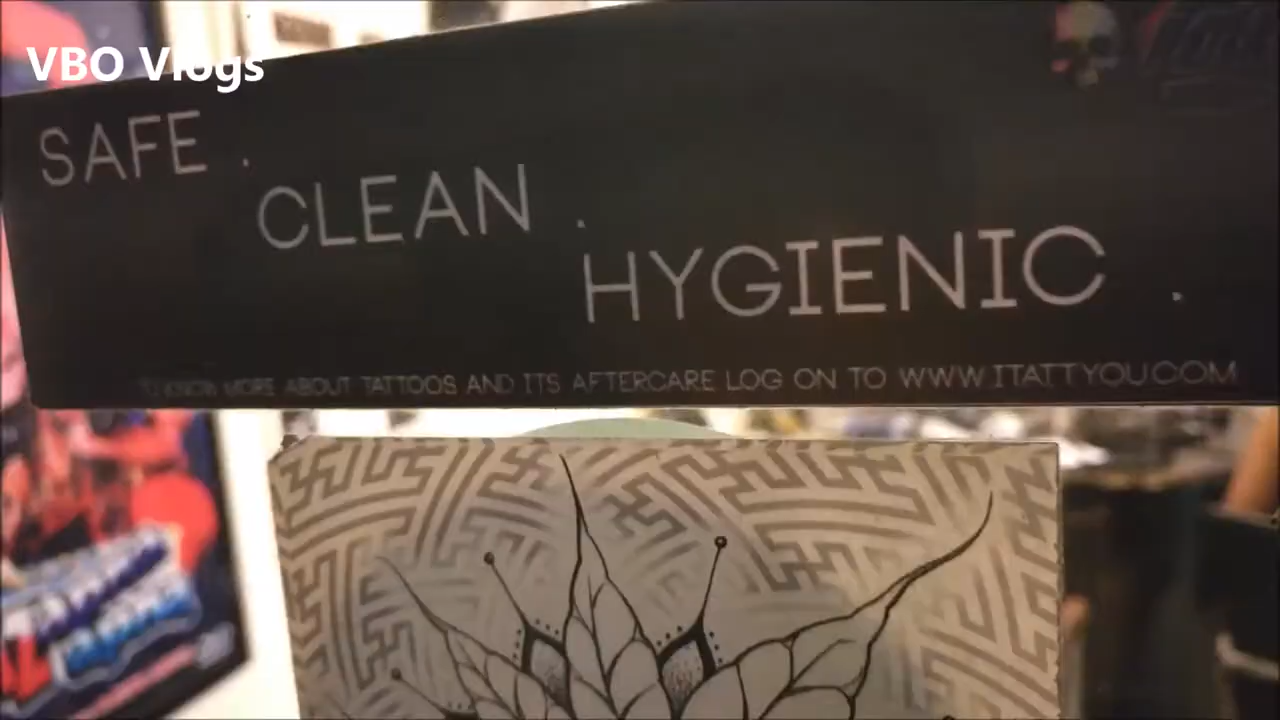 VBO Vlogs
SAFE .
CLEAN .
HYGIENIC .
TO KNOW MORE ABOUT TATTOOS AND ITS AFTERCARE LOG ON TO WWW.ITATTYOU.COM